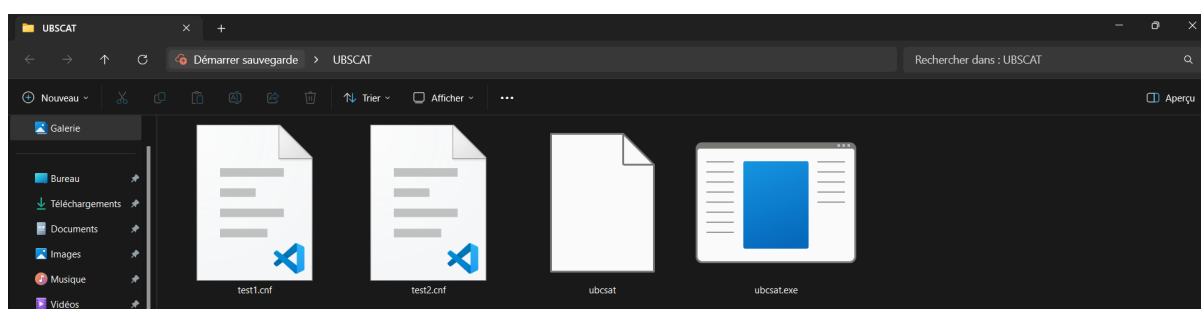 UBSCAT
Démarrer sauvegarde > UBSCAT
Rechercher dans : UBSCAT
Nouveau
Trier
Afficher
Aperçu
Galerie
Bureau
Téléchargements
Documents
Images
Musique
Vidéos
test1.cnf
test2.cnf
ubcsat
ubcsat.exe